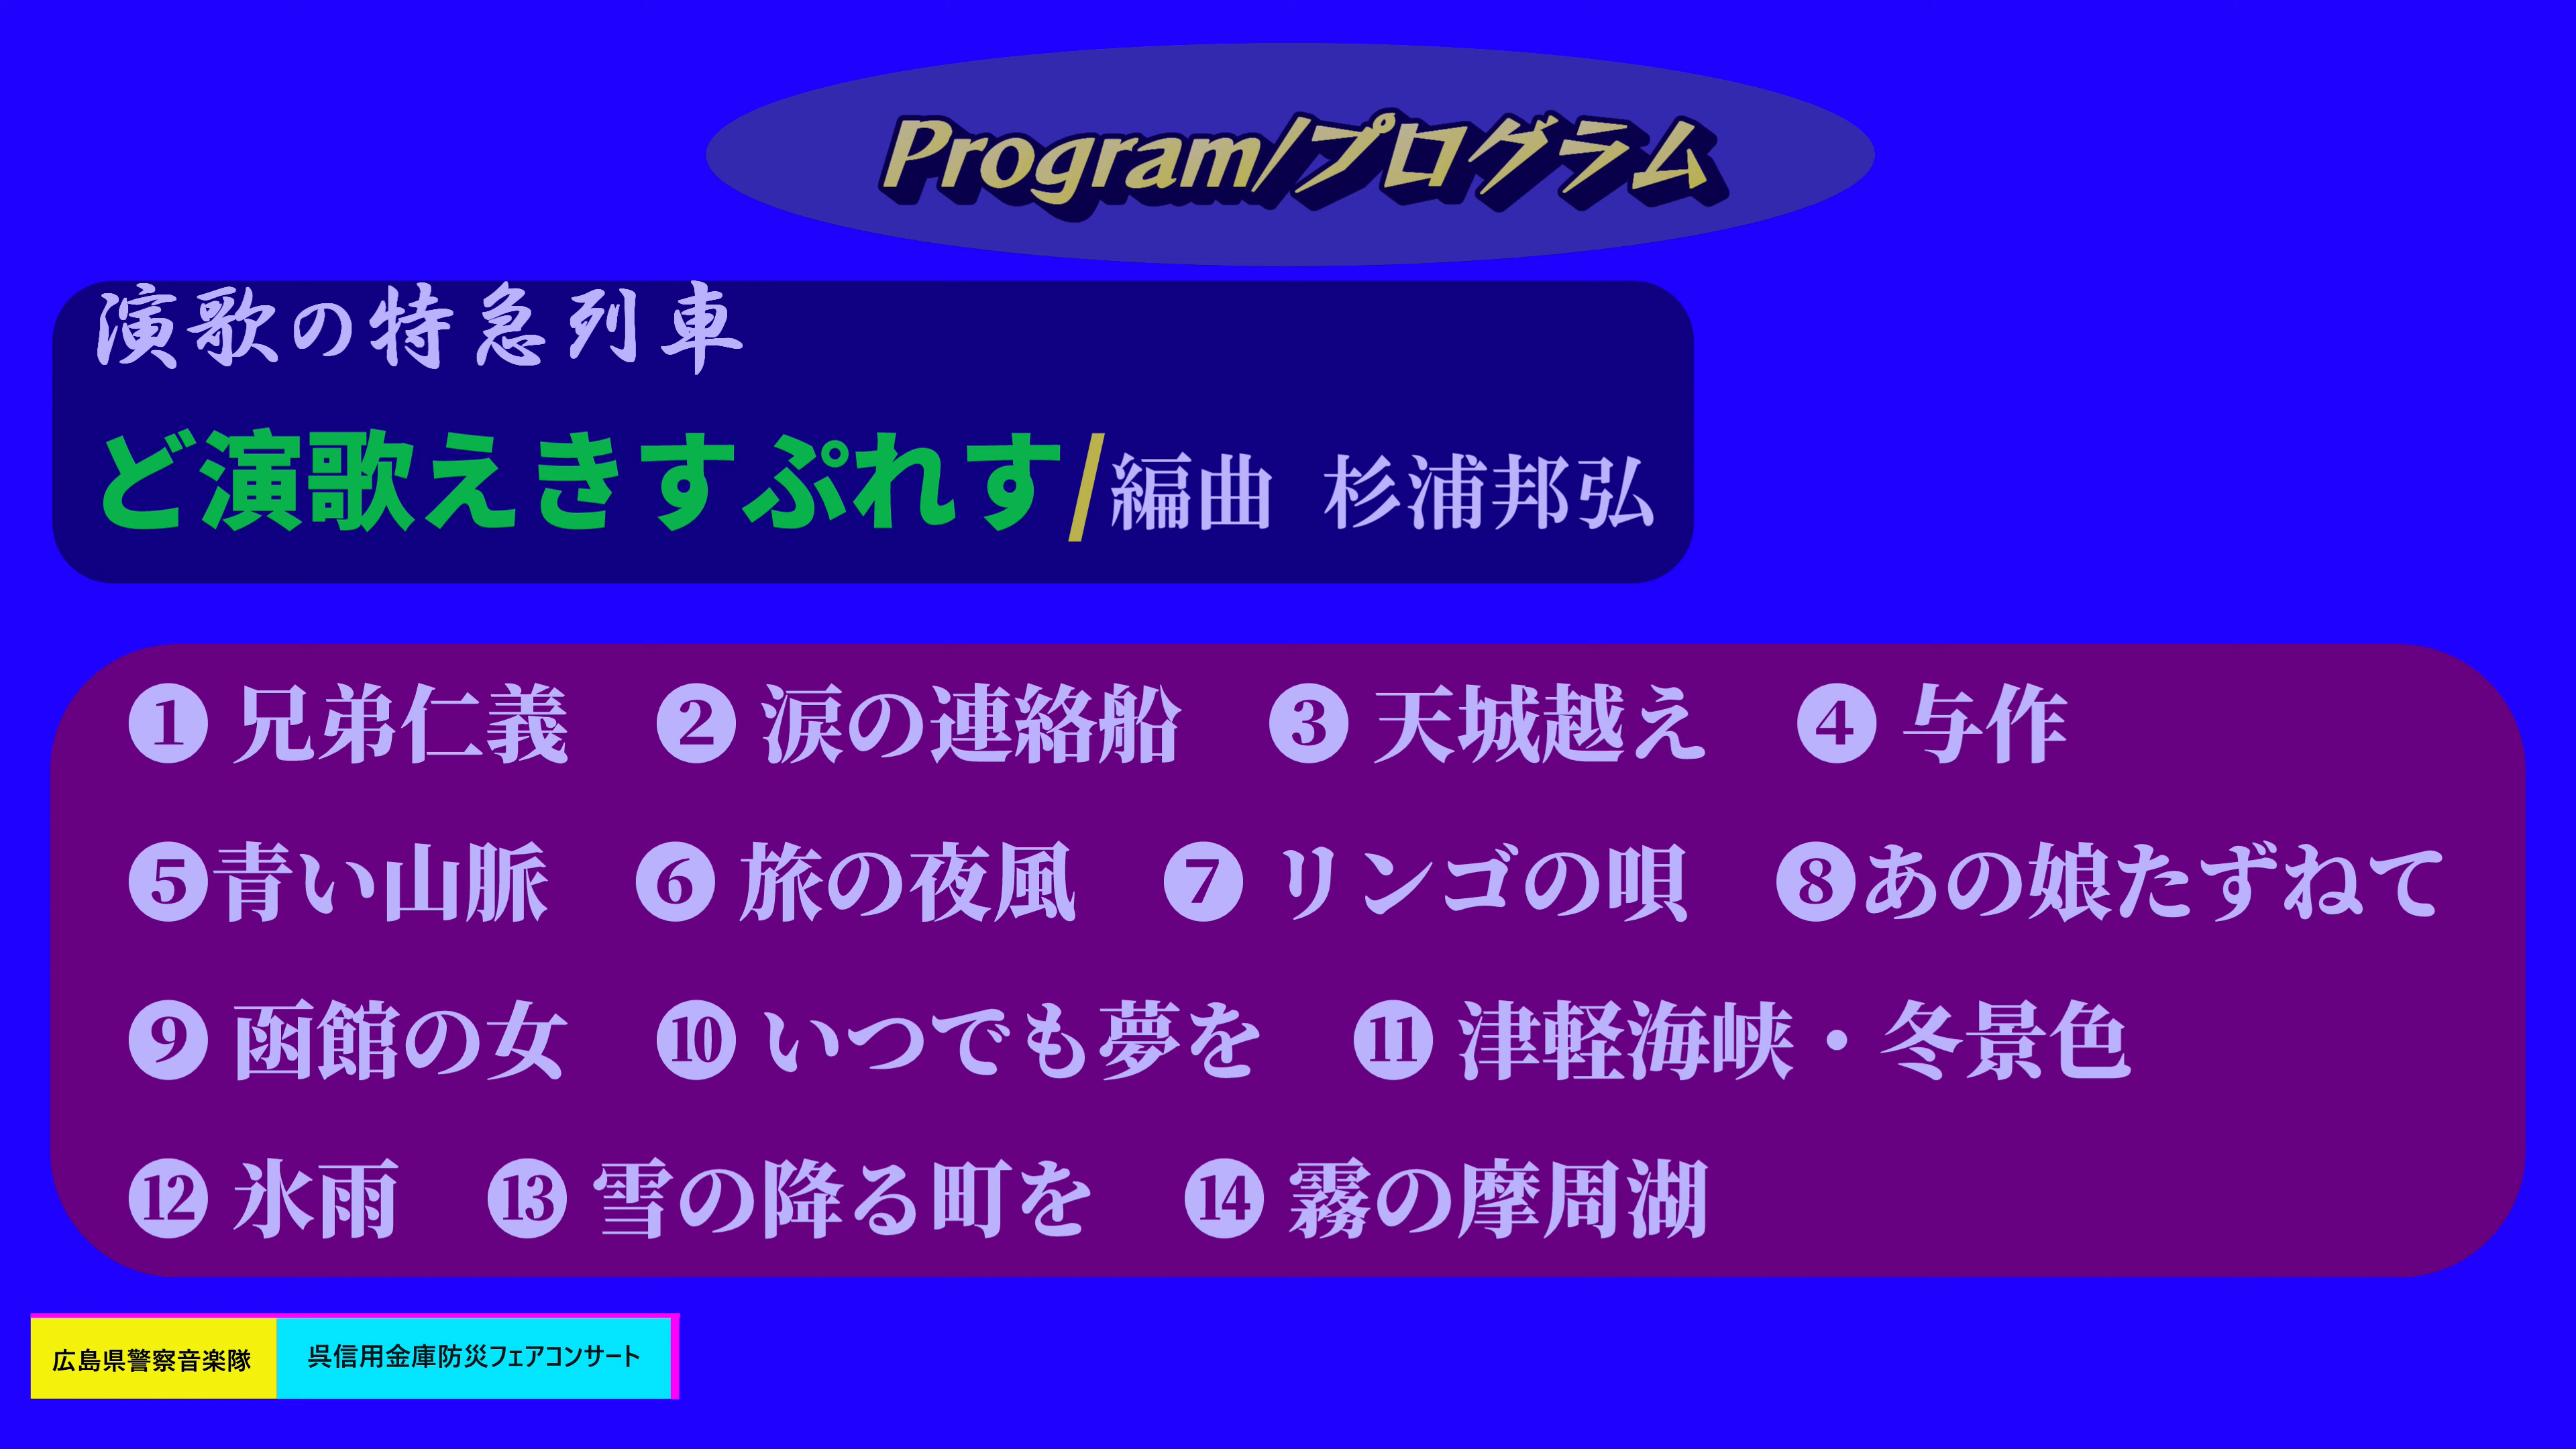 Program/プログラム
演歌の特急列車
ど演歌えきすぷれす/編曲 杉浦邦弘
❶ 兄弟仁義 ❷ 涙の連絡船 ❸ 天城越え ❹ 与作
❺青い山脈 ❻ 旅の夜風 ❼ リンゴの唄 ❽あの娘たずねて
❾ 函館の女 ❿ いつでも夢を ⓫ 津軽海峡・冬景色
⓬ 氷雨 ⓭ 雪の降る町を ⓮ 霧の摩周湖
広島県警察音楽隊 呉信用金庫防災フェアコンサート